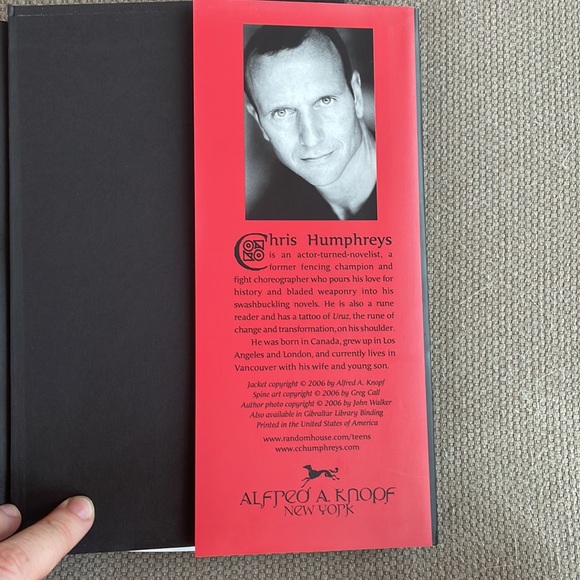 Chris Humphreys
is an actor-turned-novelist, a
former fencing champion and
fight choreographer who pours his love for
history and bladed weaponry into his
swashbuckling novels. He is also a rune
reader and has a tattoo of Uruz, the rune of
change and transformation, on his shoulder.
He was born in Canada, grew up in Los
Angeles and London, and currently lives in
Vancouver with his wife and young son.
Jacket copyright © 2006 by Alfred A. Knopf
Spine art copyright © 2006 by Greg Call
Author photo copyright © 2006 by John Walker
Also available in Gibraltar Library Binding
Printed in the United States of America
www.randomhouse.com/teens
www.cchumphreys.com
ALFRED A. KNOPF
NEW YORK